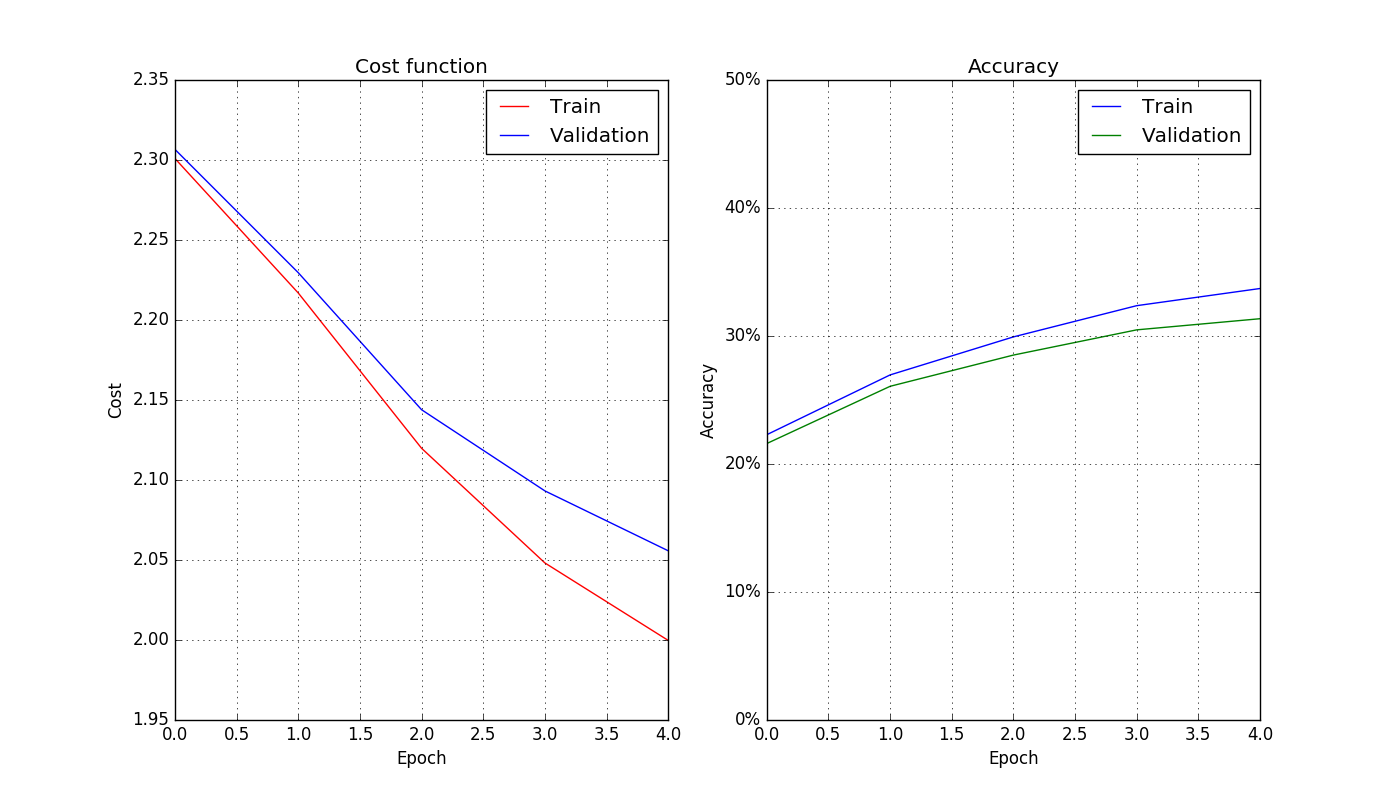 Cost function
2.35
2.30
2.25
2.20
2.15
2.10
2.05
2.00
1.95
Cost
0.0 0.5 1.0 1.5 2.0 2.5 3.0 3.5 4.0
Epoch
Train
Validation
Accuracy
50%
40%
30%
20%
10%
0%
Accuracy
0.0 0.5 1.0 1.5 2.0 2.5 3.0 3.5 4.0
Epoch
Train
Validation